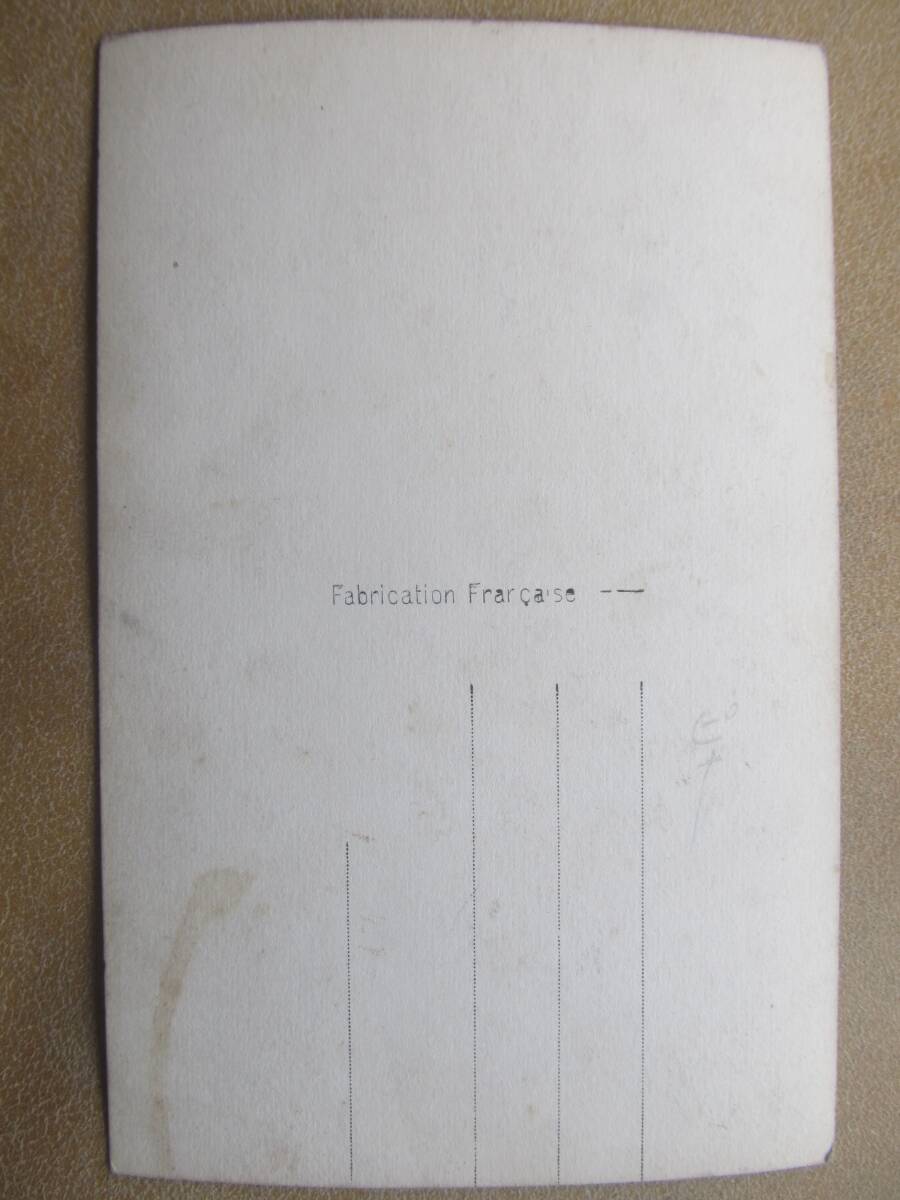 Fabrication Française ——